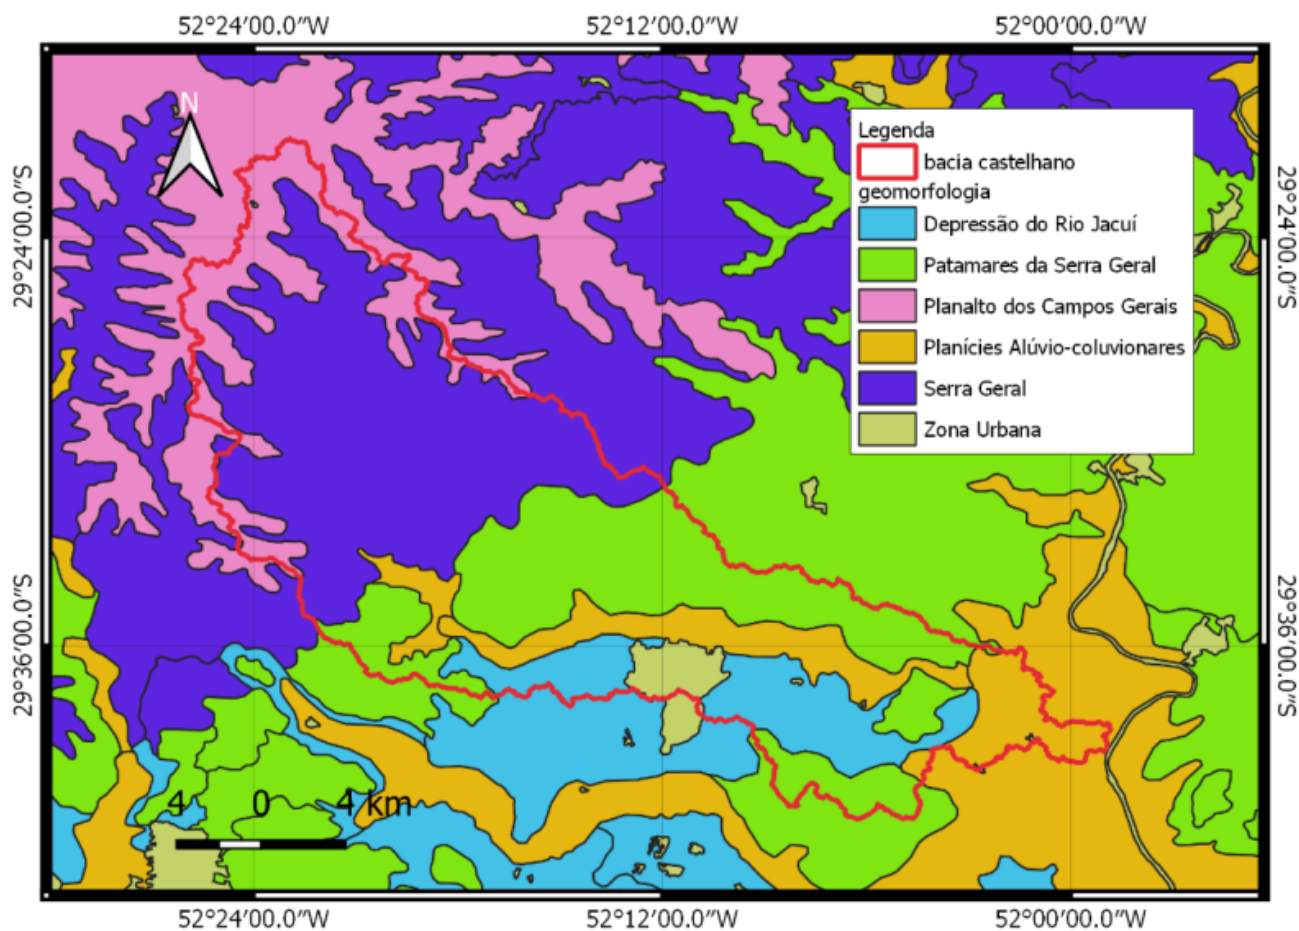 52°24'00.0"W 52°12'00.0"W 52°00'00.0"W
N
Legenda
bacia castelhano
geomorfologia
Depressão do Rio Jacuí
Patamares da Serra Geral
Planalto dos Campos Gerais
Planícies Alúvio-coluvionares
Serra Geral
Zona Urbana
29°24'00.0"S
29°24'00.0"S
29°36'00.0"S
29°36'00.0"S
4 0 4 km
52°24'00.0"W 52°12'00.0"W 52°00'00.0"W